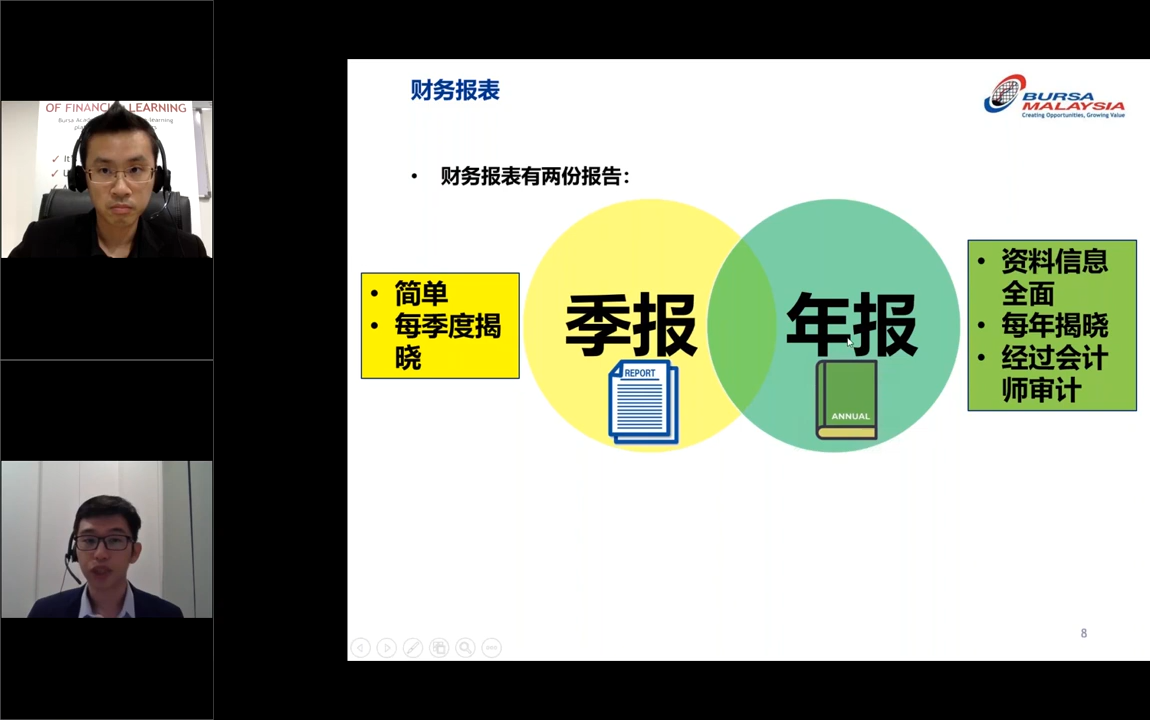 OF FINANCIAL LEARNING
Bursa
learning
财务报表
BURSA
MALAYSIA
Creating Opportunities, Growing Value
• 财务报表有两份报告：
• 简单
• 每季度揭
晓
季报
REPORT
年报
ANNUAL
• 资料信息
全面
• 每年揭晓
• 经过会计
师审计
8